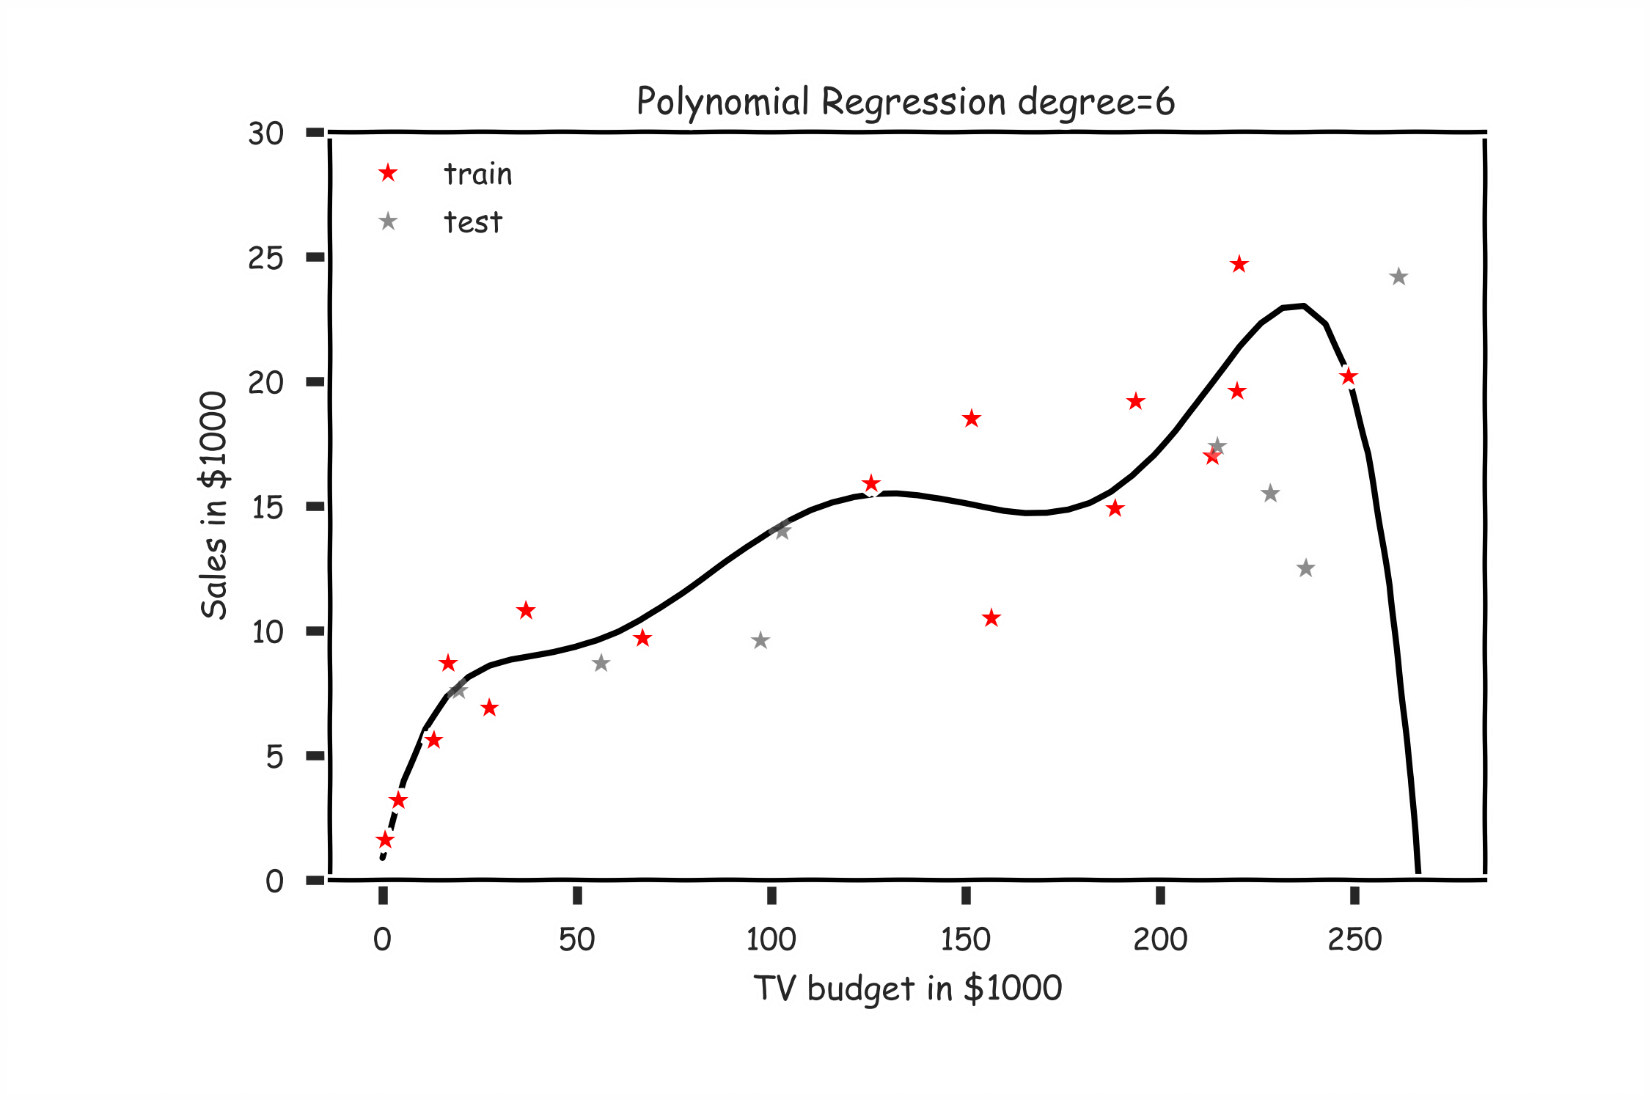 Polynomial Regression degree=6
train
test
30
25
20
15
10
5
0
Sales in $1000
0 50 100 150 200 250
TV budget in $1000